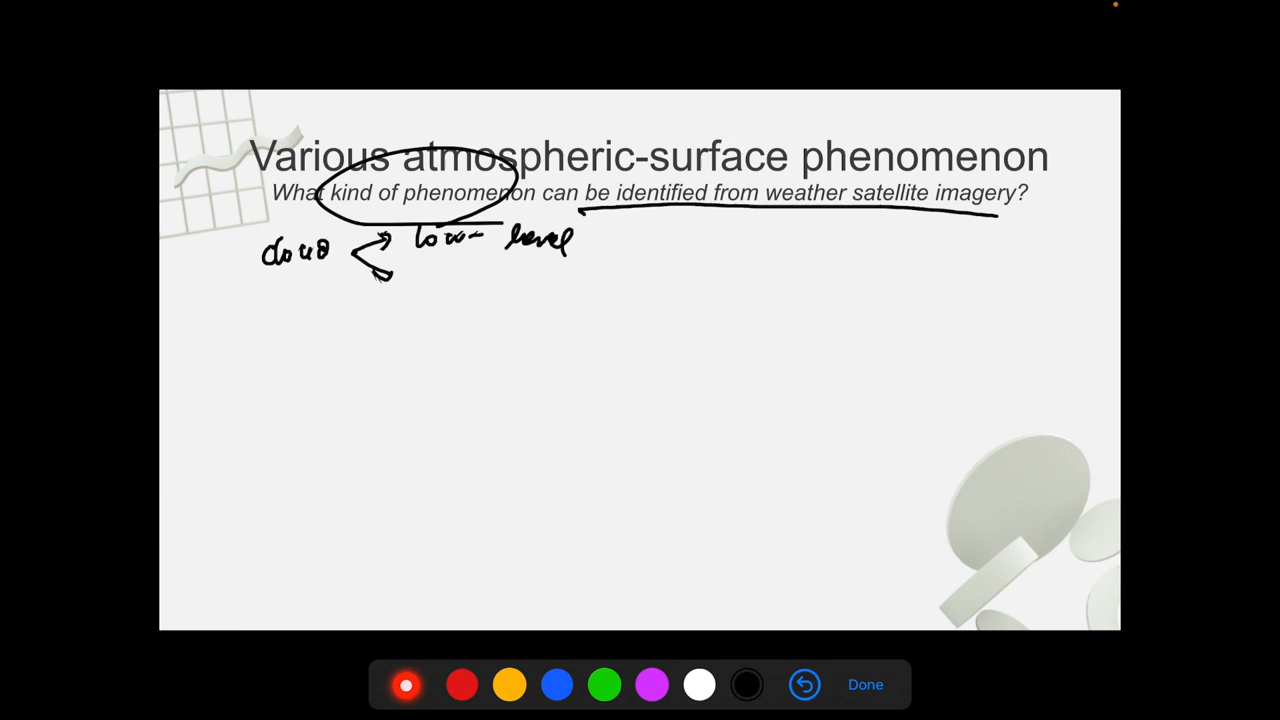 Various atmospheric-surface phenomenon
What kind of phenomenon can be identified from weather satellite imagery?
low- level
cloud
Done